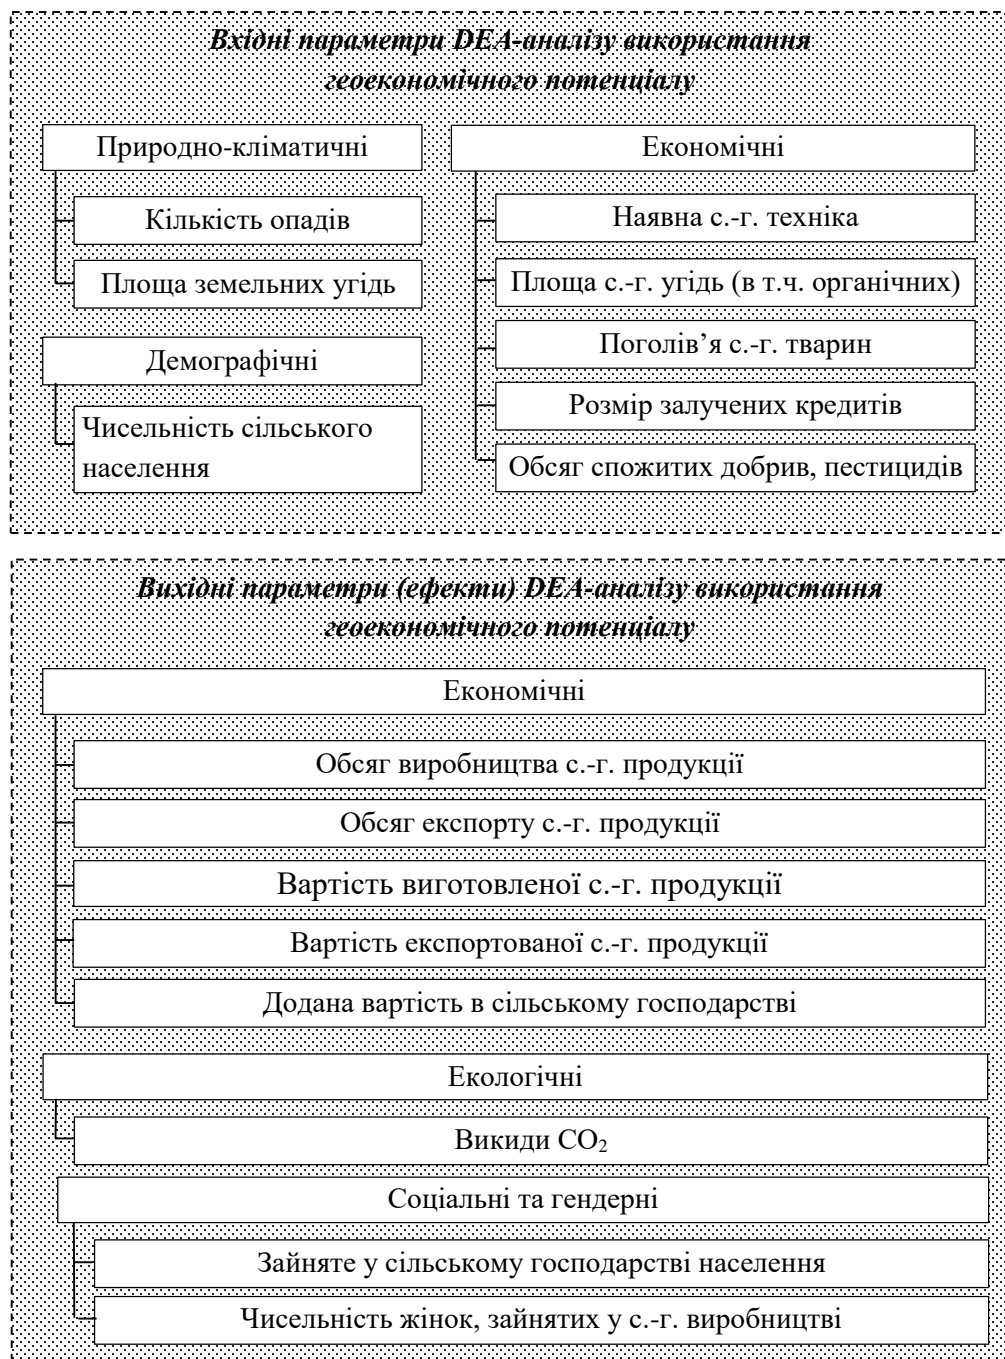 Вхідні параметри DEA-аналізу використання
геоекономічного потенціалу
Природно-кліматичні
Кількість опадів
Площа земельних угідь
Демографічні
Чисельність сільського
населення
Економічні
Наявна с.-г. техніка
Площа с.-г. угідь (в т.ч. органічних)
Поголів’я с.-г. тварин
Розмір залучених кредитів
Обсяг спожитих добрив, пестицидів
Вихідні параметри (ефекти) DEA-аналізу використання
геоекономічного потенціалу
Економічні
Обсяг виробництва с.-г. продукції
Обсяг експорту с.-г. продукції
Вартість виготовленої с.-г. продукції
Вартість експортованої с.-г. продукції
Додана вартість в сільському господарстві
Екологічні
Викиди CO₂
Соціальні та гендерні
Зайняте у сільському господарстві населення
Чисельність жінок, зайнятих у с.-г. виробництві